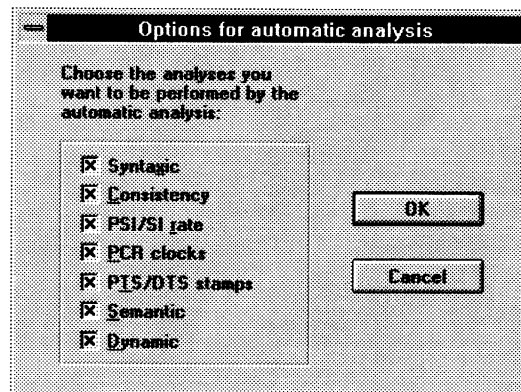 Options for automatic analysis
Choose the analyses you
want to be performed by the
automatic analysis:
Syntaxic
Consistency
PSI/SI rate
PCR clocks
PTS/DTS stamps
Semantic
Dynamic
OK
Cancel